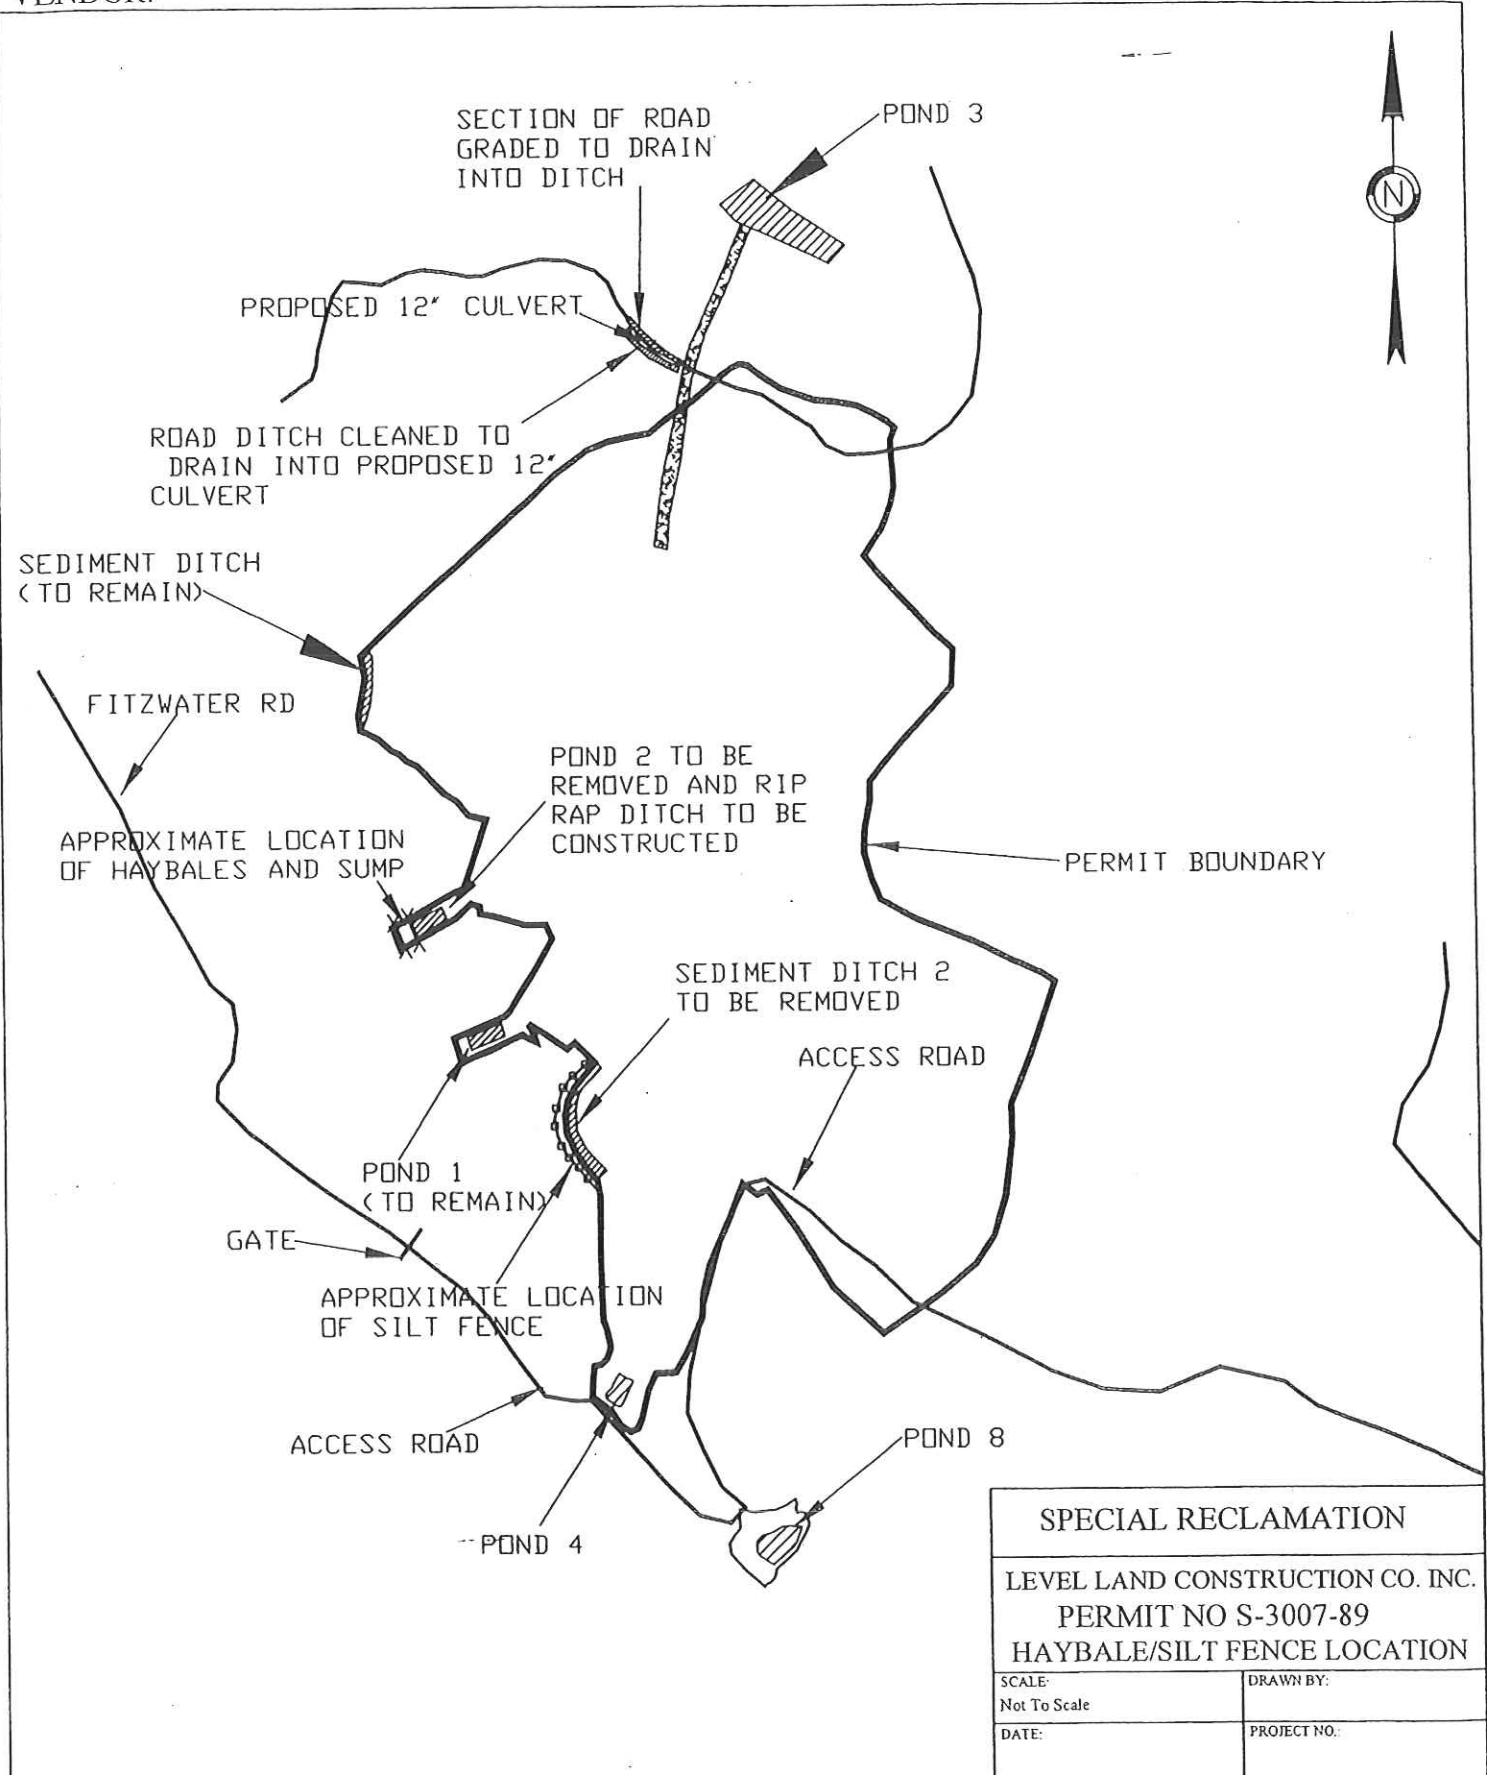 VENDOR:
SECTION OF ROAD
GRADED TO DRAIN
INTO DITCH
POND 3
N
PROPOSED 12" CULVERT
ROAD DITCH CLEANED TO
DRAIN INTO PROPOSED 12"
CULVERT
SEDIMENT DITCH
(TO REMAIN)
FITZWATER RD
POND 2 TO BE
REMOVED AND RIP
RAP DITCH TO BE
CONSTRUCTED
APPROXIMATE LOCATION
OF HAYBALES AND SUMP
PERMIT BOUNDARY
SEDIMENT DITCH 2
TO BE REMOVED
ACCESS ROAD
POND 1
(TO REMAIN)
GATE
APPROXIMATE LOCATION
OF SILT FENCE
ACCESS ROAD
POND 8
POND 4
SPECIAL RECLAMATION
LEVEL LAND CONSTRUCTION CO. INC.
PERMIT NO S-3007-89
HAYBALE/SILT FENCE LOCATION
SCALE:
Not To Scale
DRAWN BY:
DATE:
PROJECT NO.: